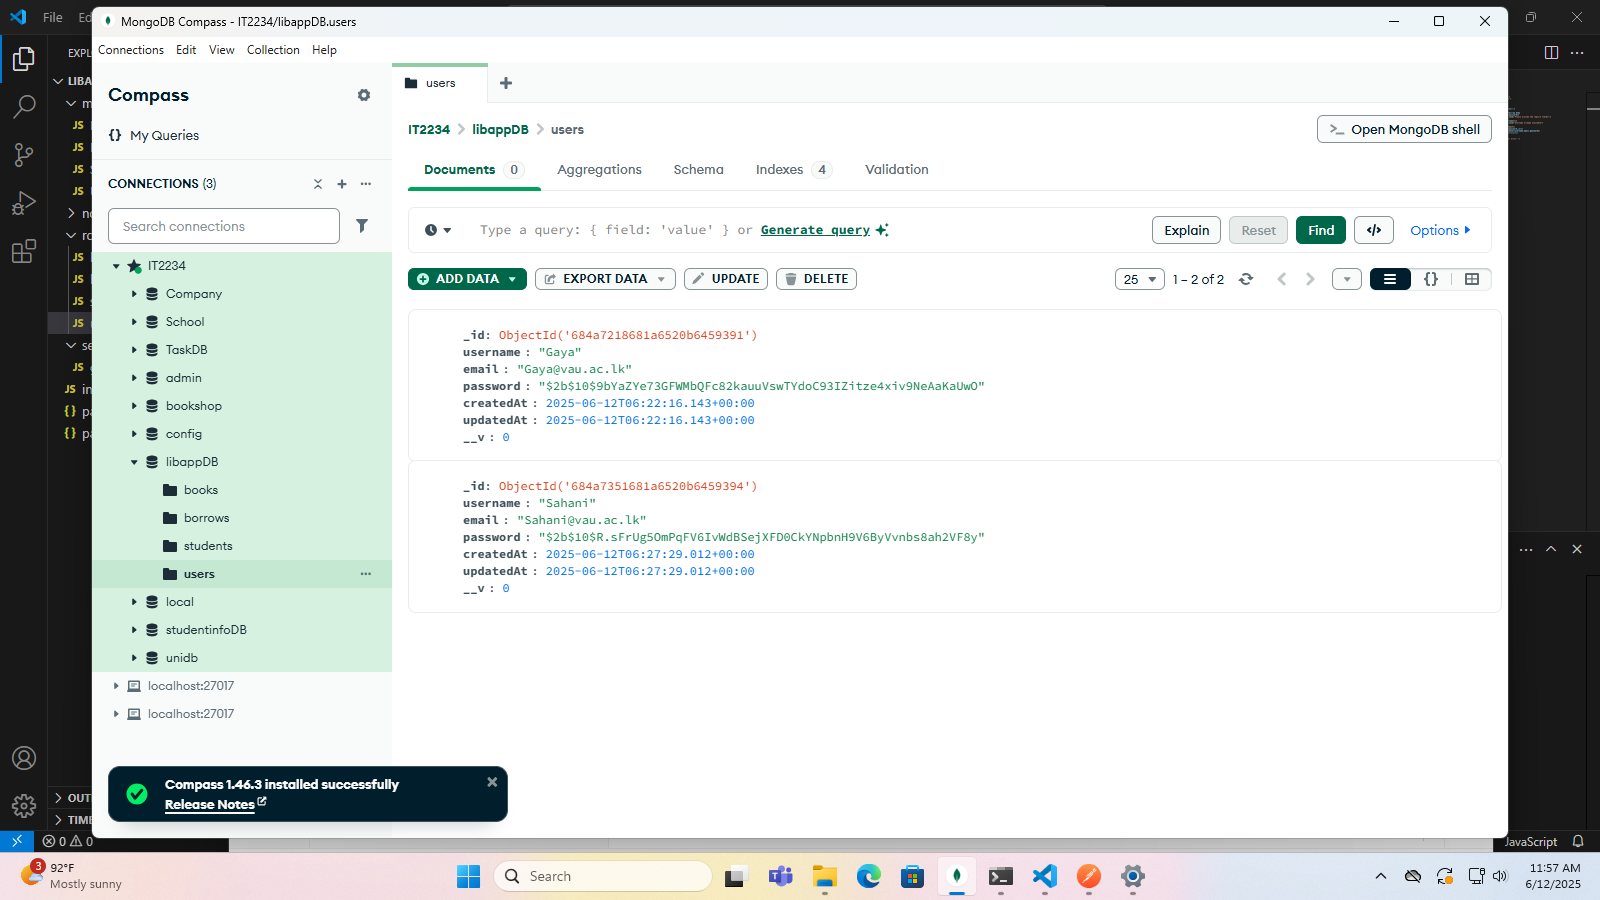 File
MongoDB Compass - IT2234/libappDB.users
Connections Edit View Collection Help
Compass
My Queries
CONNECTIONS (3)
Search connections
IT2234
Company
School
TaskDB
admin
bookshop
config
libappDB
books
borrows
students
users
local
studentinfoDB
unidb
localhost:27017
localhost:27017
Compass 1.46.3 installed successfully
Release Notes
users
IT2234 > libappDB > users
Open MongoDB shell
Documents 0 Aggregations Schema Indexes 4 Validation
Type a query: { field: 'value' } or Generate query
Explain Reset Find </> Options
ADD DATA EXPORT DATA UPDATE DELETE
25 1 – 2 of 2 {}
_id: ObjectId('684a7218681a6520b6459391')
username : "Gaya"
email : "Gaya@vau.ac.lk"
password : "$2b$10$9bYaZYe73GFWMbQFc82kauuVswTYdoC93IZitze4xiv9NeAaKaUwO"
createdAt : 2025-06-12T06:22:16.143+00:00
updatedAt : 2025-06-12T06:22:16.143+00:00
__v : 0
_id: ObjectId('684a7351681a6520b6459394')
username : "Sahani"
email : "Sahani@vau.ac.lk"
password : "$2b$10$R.sFrUg5OmPqFV6IvWdBSejXFD0CkYNpbnH9V6ByVvnbs8ah2VF8y"
createdAt : 2025-06-12T06:27:29.012+00:00
updatedAt : 2025-06-12T06:27:29.012+00:00
__v : 0
0 0
JavaScript
3
92°F
Mostly sunny
Search
11:57 AM
6/12/2025